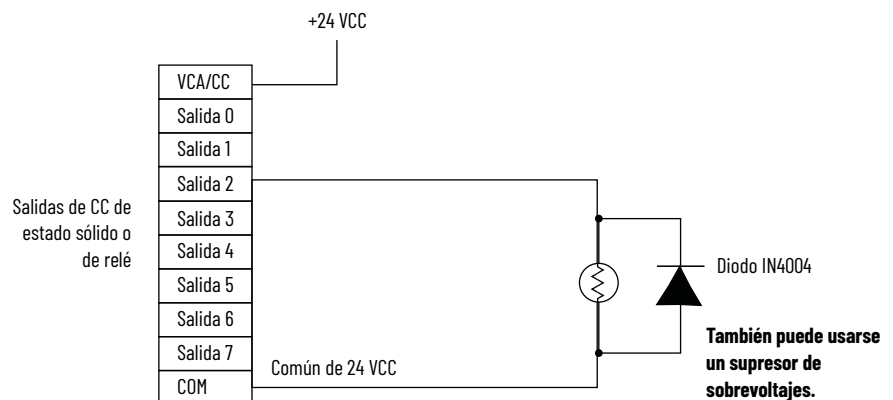 +24 VCC
VCA/CC
Salida 0
Salida 1
Salida 2
Salida 3
Salida 4
Salida 5
Salida 6
Salida 7
COM
Salidas de CC de
estado sólido o
de relé
Común de 24 VCC
Diodo IN4004
También puede usarse
un supresor de
sobrevoltajes.